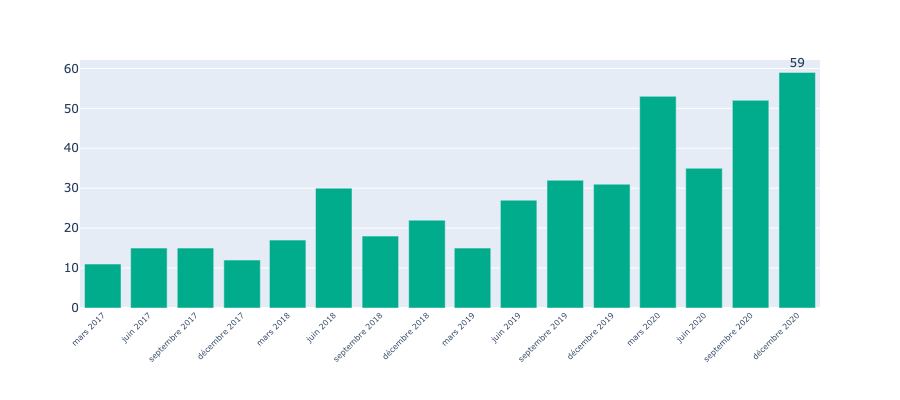 59
60
50
40
30
20
10
0
mars 2017
juin 2017
septembre 2017
décembre 2017
mars 2018
juin 2018
septembre 2018
décembre 2018
mars 2019
juin 2019
septembre 2019
décembre 2019
mars 2020
juin 2020
septembre 2020
décembre 2020